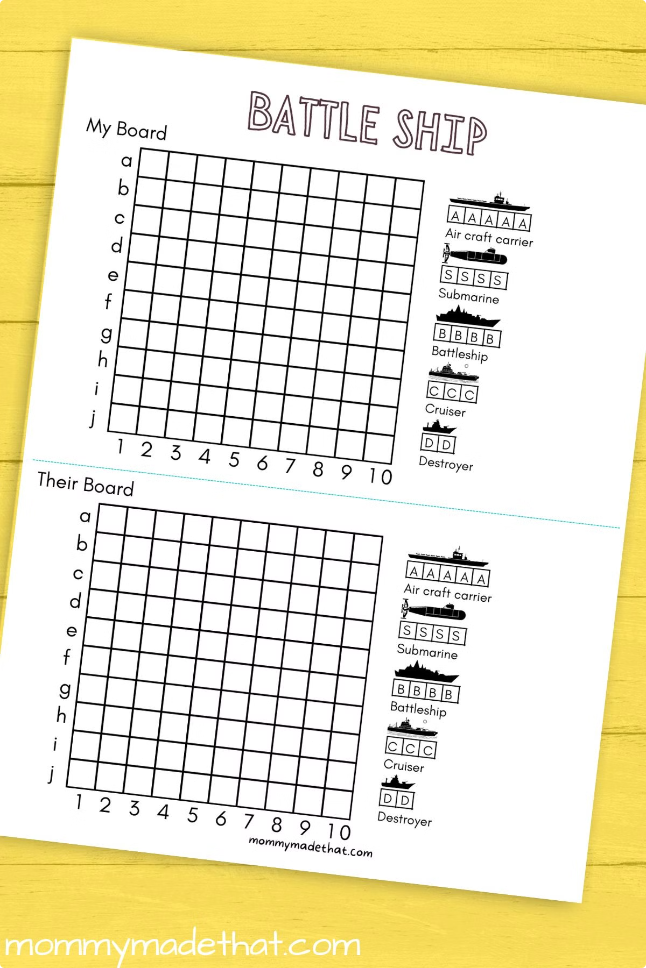 BATTLE SHIP
My Board
a
b
c
d
e
f
g
h
i
j
1 2 3 4 5 6 7 8 9 10
A A A A A
Air craft carrier
S S S S
Submarine
B B B B
Battleship
C C C
Cruiser
D D
Destroyer
Their Board
a
b
c
d
e
f
g
h
i
j
1 2 3 4 5 6 7 8 9 10
A A A A A
Air craft carrier
S S S S
Submarine
B B B B
Battleship
C C C
Cruiser
D D
Destroyer
mommymadethat.com
mommymadethat.com